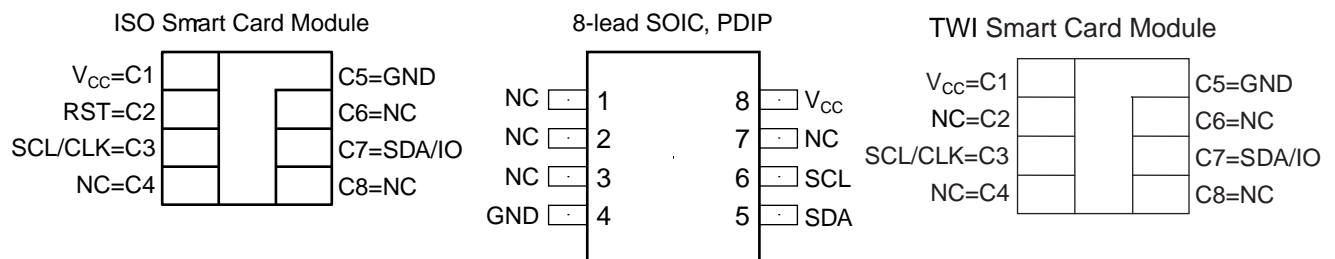 ISO Smart Card Module
V_CC=C1
RST=C2
SCL/CLK=C3
NC=C4
C5=GND
C6=NC
C7=SDA/IO
C8=NC
8-lead SOIC, PDIP
NC 1
NC 2
NC 3
GND 4
8 V_CC
7 NC
6 SCL
5 SDA
TWI Smart Card Module
V_CC=C1
NC=C2
SCL/CLK=C3
NC=C4
C5=GND
C6=NC
C7=SDA/IO
C8=NC